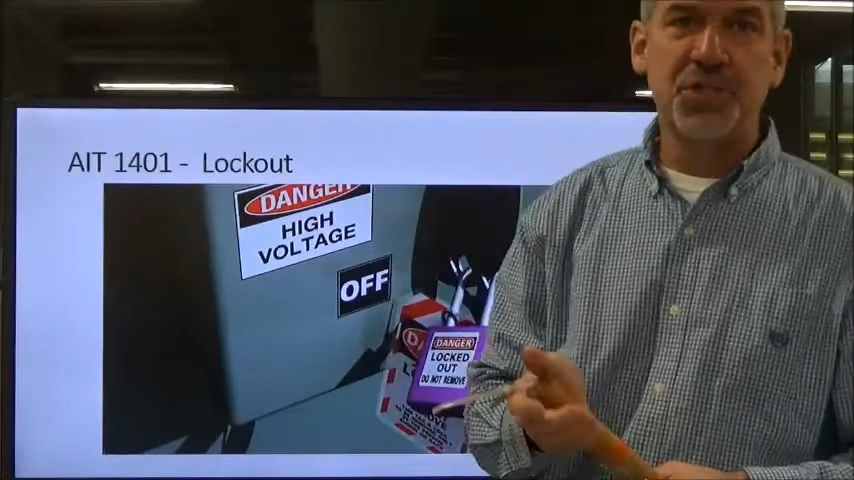 AIT 1401 - Lockout
DANGER
HIGH
VOLTAGE
OFF
DANGER
LOCKED
OUT
DO NOT REMOVE